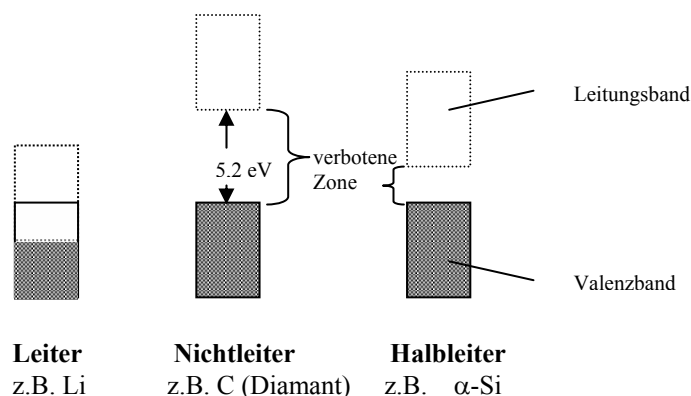 Leitungsband
5.2 eV
verbotene
Zone
Valenzband
Leiter Nichtleiter Halbleiter
z.B. Li z.B. C (Diamant) z.B. α-Si